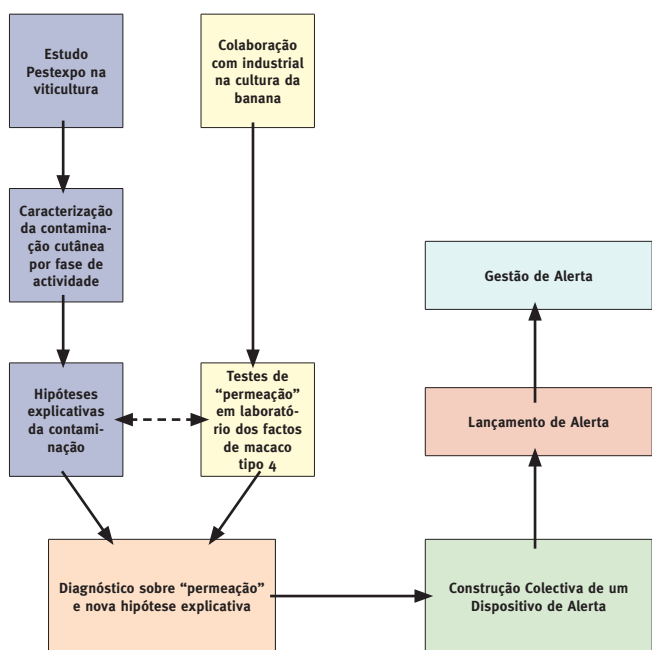 Estudo
Pestexpo na
viticultura
Colaboração
com industrial
na cultura da
banana
Caracterização
da contamina-
ção cutânea
por fase de
actividade
Gestão de Alerta
Hipóteses
explicativas
da contami-
nação
Testes de
“permeação”
em laborató-
rio dos factos
de macaco
tipo 4
Lançamento de Alerta
Diagnóstico sobre “permeação”
e nova hipótese explicativa
Construção Colectiva de um
Dispositivo de Alerta